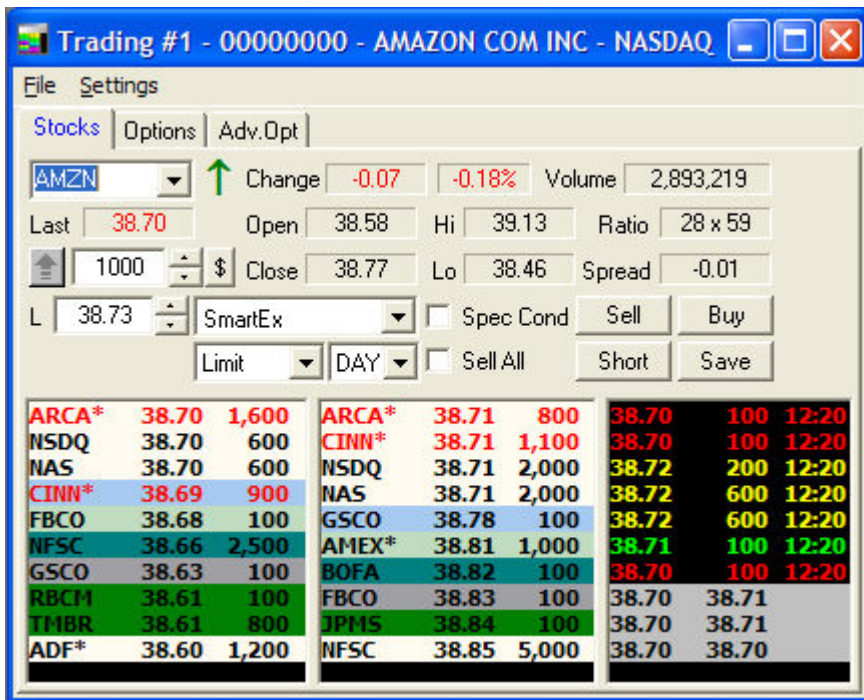 Trading #1 - 00000000 - AMAZON COM INC - NASDAQ
File Settings
Stocks Options Adv.Opt
AMZN Change -0.07 -0.18% Volume 2,893,219
Last 38.70 Open 38.58 Hi 39.13 Ratio 28 x 59
1000 $ Close 38.77 Lo 38.46 Spread -0.01
L 38.73 SmartEx Spec Cond Sell Buy
Limit DAY Sell All Short Save
ARCA* 38.70 1,600 ARCA* 38.71 800 38.70 100 12:20
NSDQ 38.70 600 CINN* 38.71 1,100 38.70 100 12:20
NAS 38.70 600 NSDQ 38.71 2,000 38.72 200 12:20
CINN* 38.69 900 NAS 38.71 2,000 38.72 600 12:20
FBCO 38.68 100 GSCO 38.78 100 38.72 600 12:20
NFSC 38.66 2,500 AMEX* 38.81 1,000 38.71 100 12:20
GSCO 38.63 100 BOFA 38.82 100 38.70 100 12:20
RBCM 38.61 100 FBCO 38.83 100 38.70 38.71
TMBR 38.61 800 JPMS 38.84 100 38.70 38.71
ADF* 38.60 1,200 NFSC 38.85 5,000 38.70 38.70